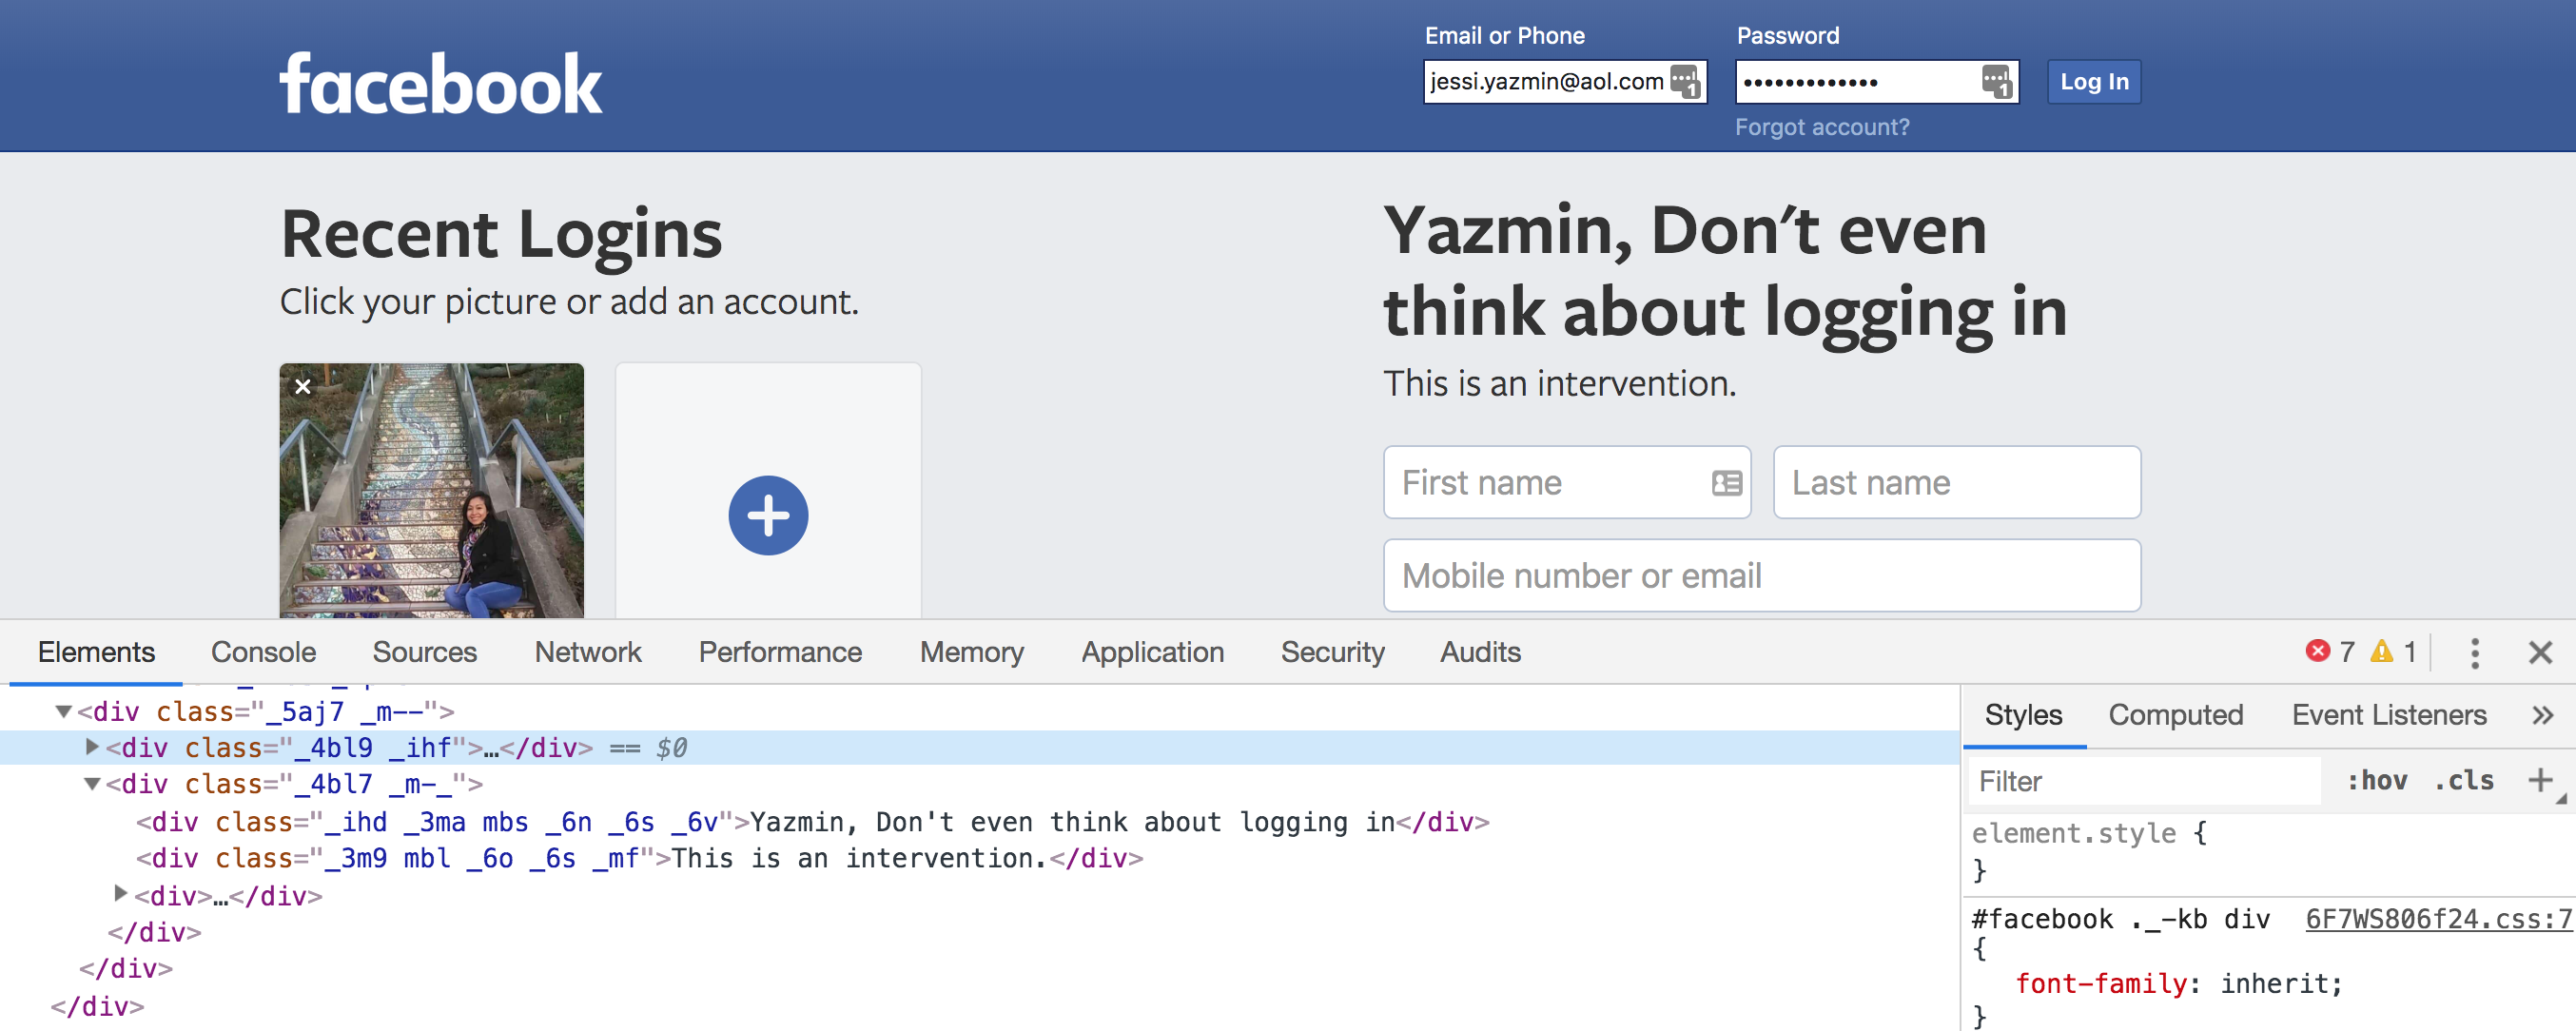 facebook
Email or Phone
Password
jessi.yazmin@aol.com
1
•••••••••••••
1
Log In
Forgot account?
Recent Logins
Click your picture or add an account.
Yazmin, Don't even
think about logging in
This is an intervention.
First name
Last name
Mobile number or email
Elements Console Sources Network Performance Memory Application Security Audits
7 1
▼<div class="_5aj7 _m--">
▶<div class="_4bl9 _ihf">…</div> == $0
▼<div class="_4bl7 _m-_">
<div class="_ihd _3ma mbs _6n _6s _6v">Yazmin, Don't even think about logging in</div>
<div class="_3m9 mbl _6o _6s _mf">This is an intervention.</div>
▶<div>…</div>
</div>
</div>
</div>
Styles Computed Event Listeners »
Filter
:hov .cls +
element.style {
}
#facebook ._-kb div 6F7WS806f24.css:7
{
font-family: inherit;
}